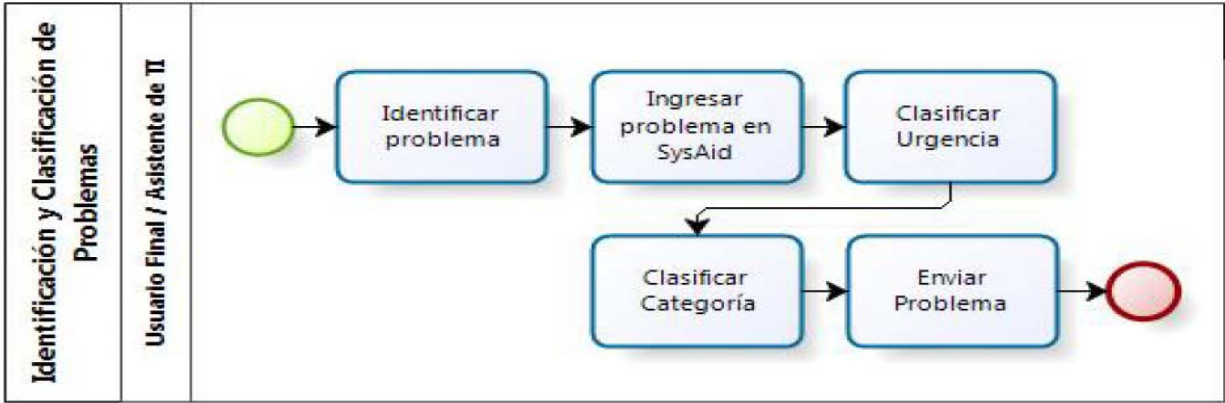 Identificación y Clasificación de
Problemas
Usuario Final / Asistente de TI
Identificar
problema
Ingresar
problema en
SysAid
Clasificar
Urgencia
Clasificar
Categoría
Enviar
Problema